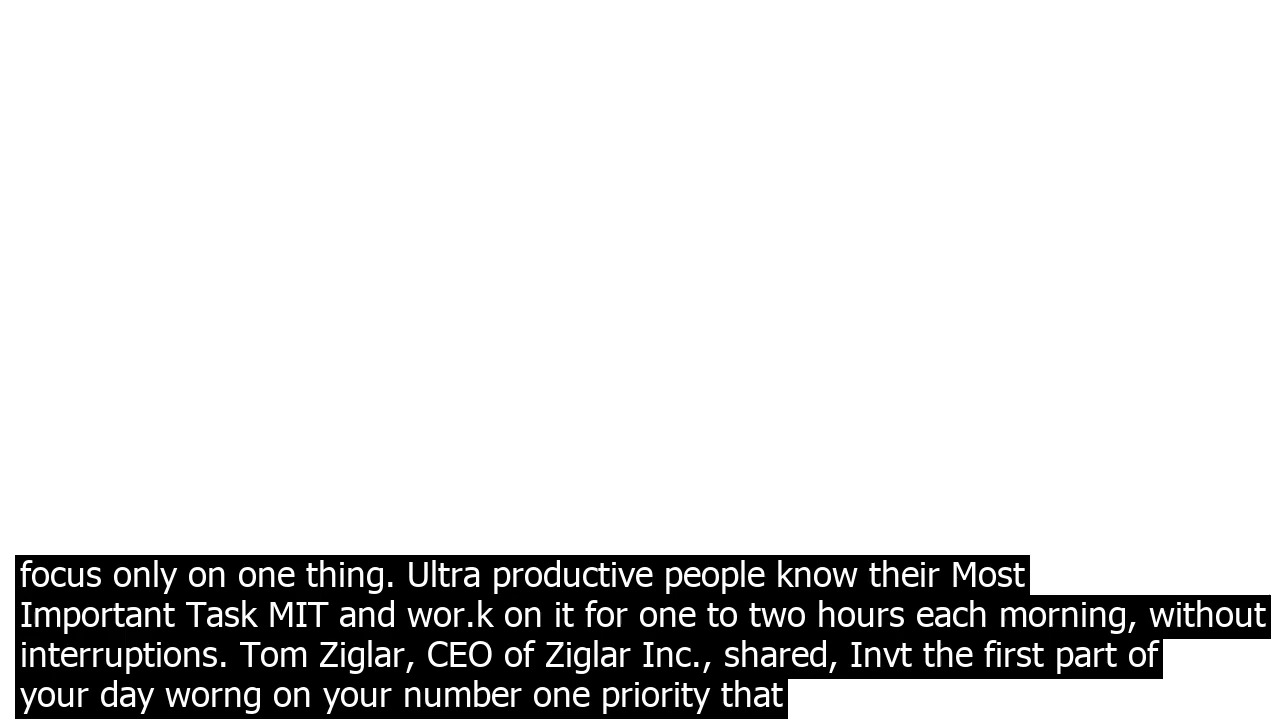 focus only on one thing. Ultra productive people know their Most
Important Task MIT and wor.k on it for one to two hours each morning, without
interruptions. Tom Ziglar, CEO of Ziglar Inc., shared, Invt the first part of
your day worng on your number one priority that